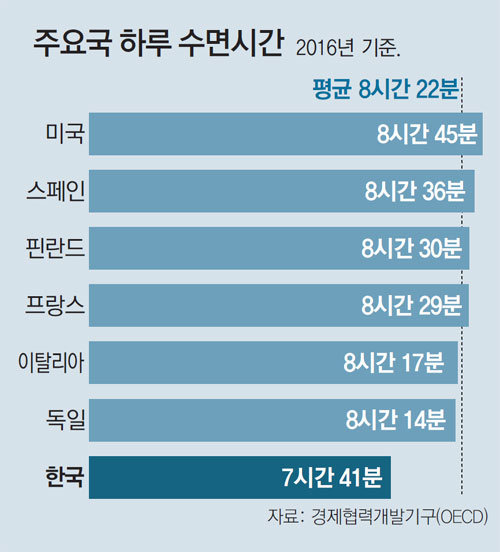 주요국 하루 수면시간 2016년 기준.
평균 8시간 22분
미국 8시간 45분
스페인 8시간 36분
핀란드 8시간 30분
프랑스 8시간 29분
이탈리아 8시간 17분
독일 8시간 14분
한국 7시간 41분
자료: 경제협력개발기구(OECD)